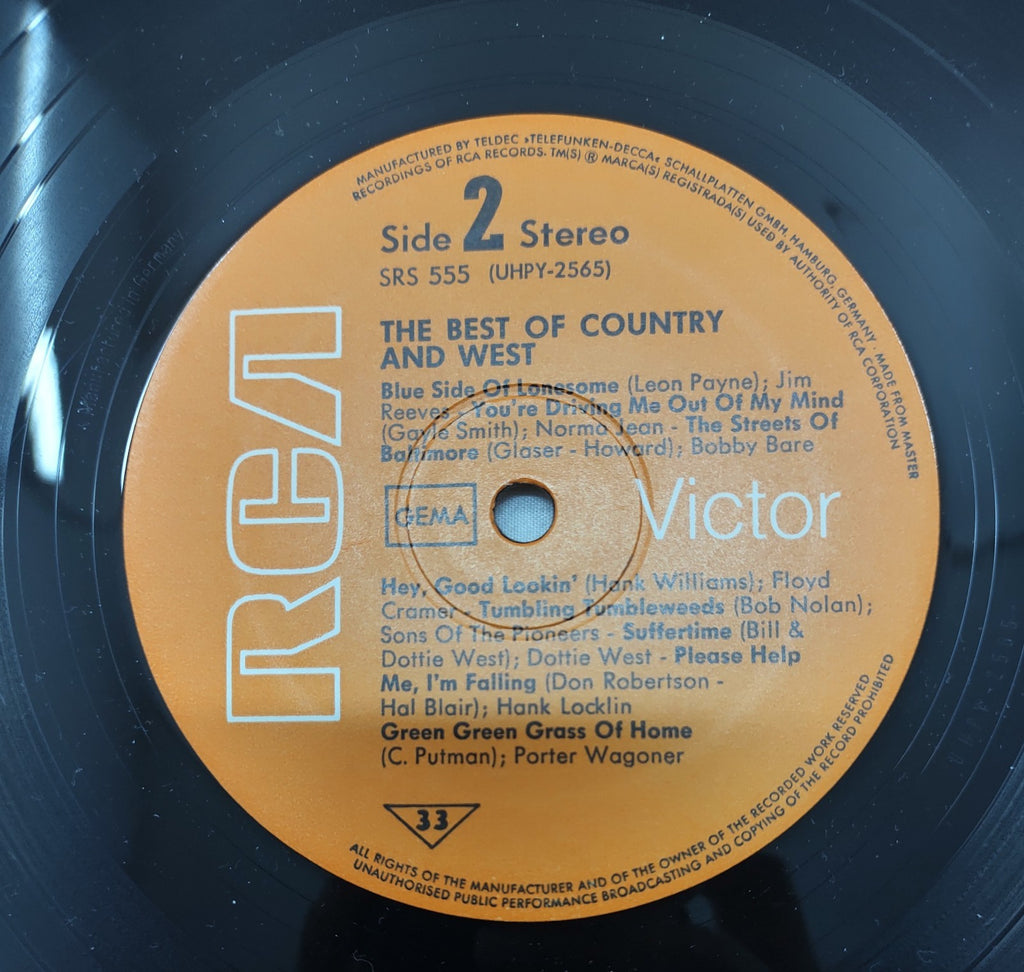 MANUFACTURED BY TELDEC »TELEFUNKEN-DECCA« SCHALLPLATTEN GMBH, HAMBURG, GERMANY · MADE FROM MASTER
RECORDINGS OF RCA RECORDS. TM(S) ® MARCA(S) REGISTRADA(S) USED BY AUTHORITY OF RCA CORPORATION
Side 2 Stereo
SRS 555 (UHPY-2565)
THE BEST OF COUNTRY
AND WEST
Blue Side Of Lonesome (Leon Payne); Jim
Reeves - You're Driving Me Out Of My Mind
(Gayle Smith); Norma Jean - The Streets Of
Baltimore (Glaser - Howard); Bobby Bare
RCA
GEMA
Victor
Hey, Good Lookin' (Hank Williams); Floyd
Cramer - Tumbling Tumbleweeds (Bob Nolan);
Sons Of The Pioneers - Suffertime (Bill &
Dottie West); Dottie West - Please Help
Me, I'm Falling (Don Robertson -
Hal Blair); Hank Locklin
Green Green Grass Of Home
(C. Putman); Porter Wagoner
33
ALL RIGHTS OF THE MANUFACTURER AND OF THE OWNER OF THE RECORDED WORK RESERVED
UNAUTHORISED PUBLIC PERFORMANCE BROADCASTING AND COPYING OF THE RECORD PROHIBITED
Manufactured in Germany